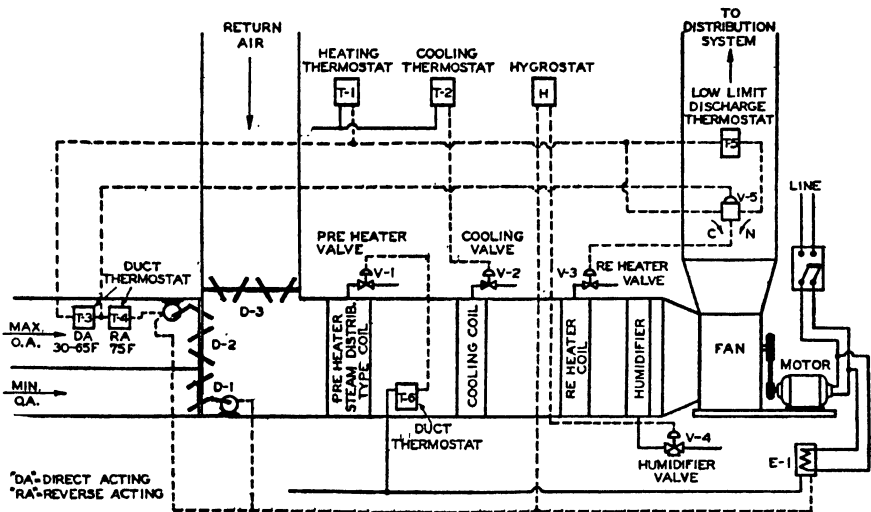 RETURN
AIR
HEATING
THERMOSTAT
T-1
COOLING
THERMOSTAT
T-2
HYGROSTAT
H
TO
DISTRIBUTION
SYSTEM
LOW LIMIT
DISCHARGE
THERMOSTAT
T-5
V-5
C
N
LINE
PRE HEATER
VALVE
V-1
COOLING
VALVE
V-2
V-3
RE HEATER
VALVE
DUCT
THERMOSTAT
T-3
T-4
DA
30-65F
RA
75F
MAX.
O.A.
MIN.
O.A.
D-3
D-2
D-1
PRE HEATER
STEAM DISTRIB.
TYPE COIL
T-6
DUCT
THERMOSTAT
COOLING COIL
RE HEATER
COIL
HUMIDIFIER
FAN
MOTOR
V-4
HUMIDIFIER
VALVE
E-1
"DA"=DIRECT ACTING
"RA"=REVERSE ACTING